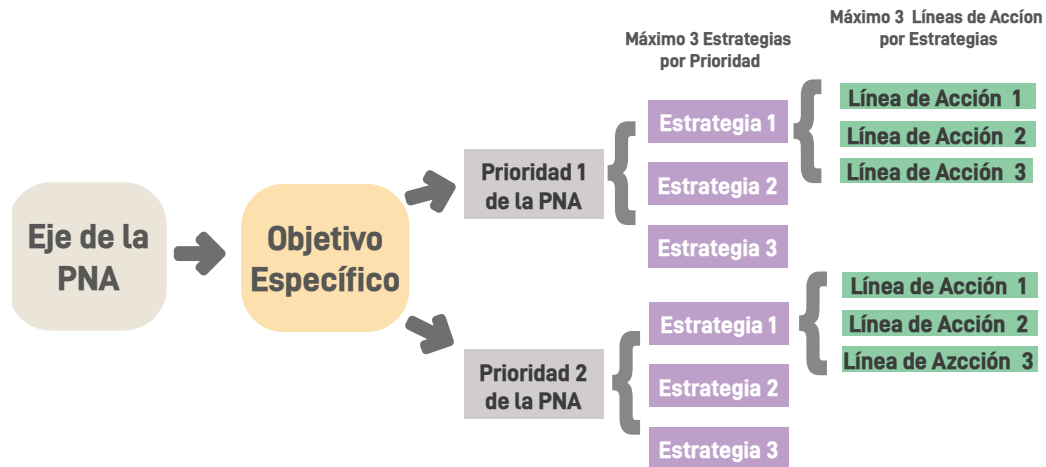 Máximo 3 Líneas de Accíon
por Estrategias
Máximo 3 Estrategias
por Prioridad
Eje de la
PNA
Objetivo
Específico
Prioridad 1
de la PNA
Estrategia 1
Estrategia 2
Estrategia 3
Línea de Acción 1
Línea de Acción 2
Línea de Acción 3
Prioridad 2
de la PNA
Estrategia 1
Estrategia 2
Estrategia 3
Línea de Acción 1
Línea de Acción 2
Línea de Azcción 3